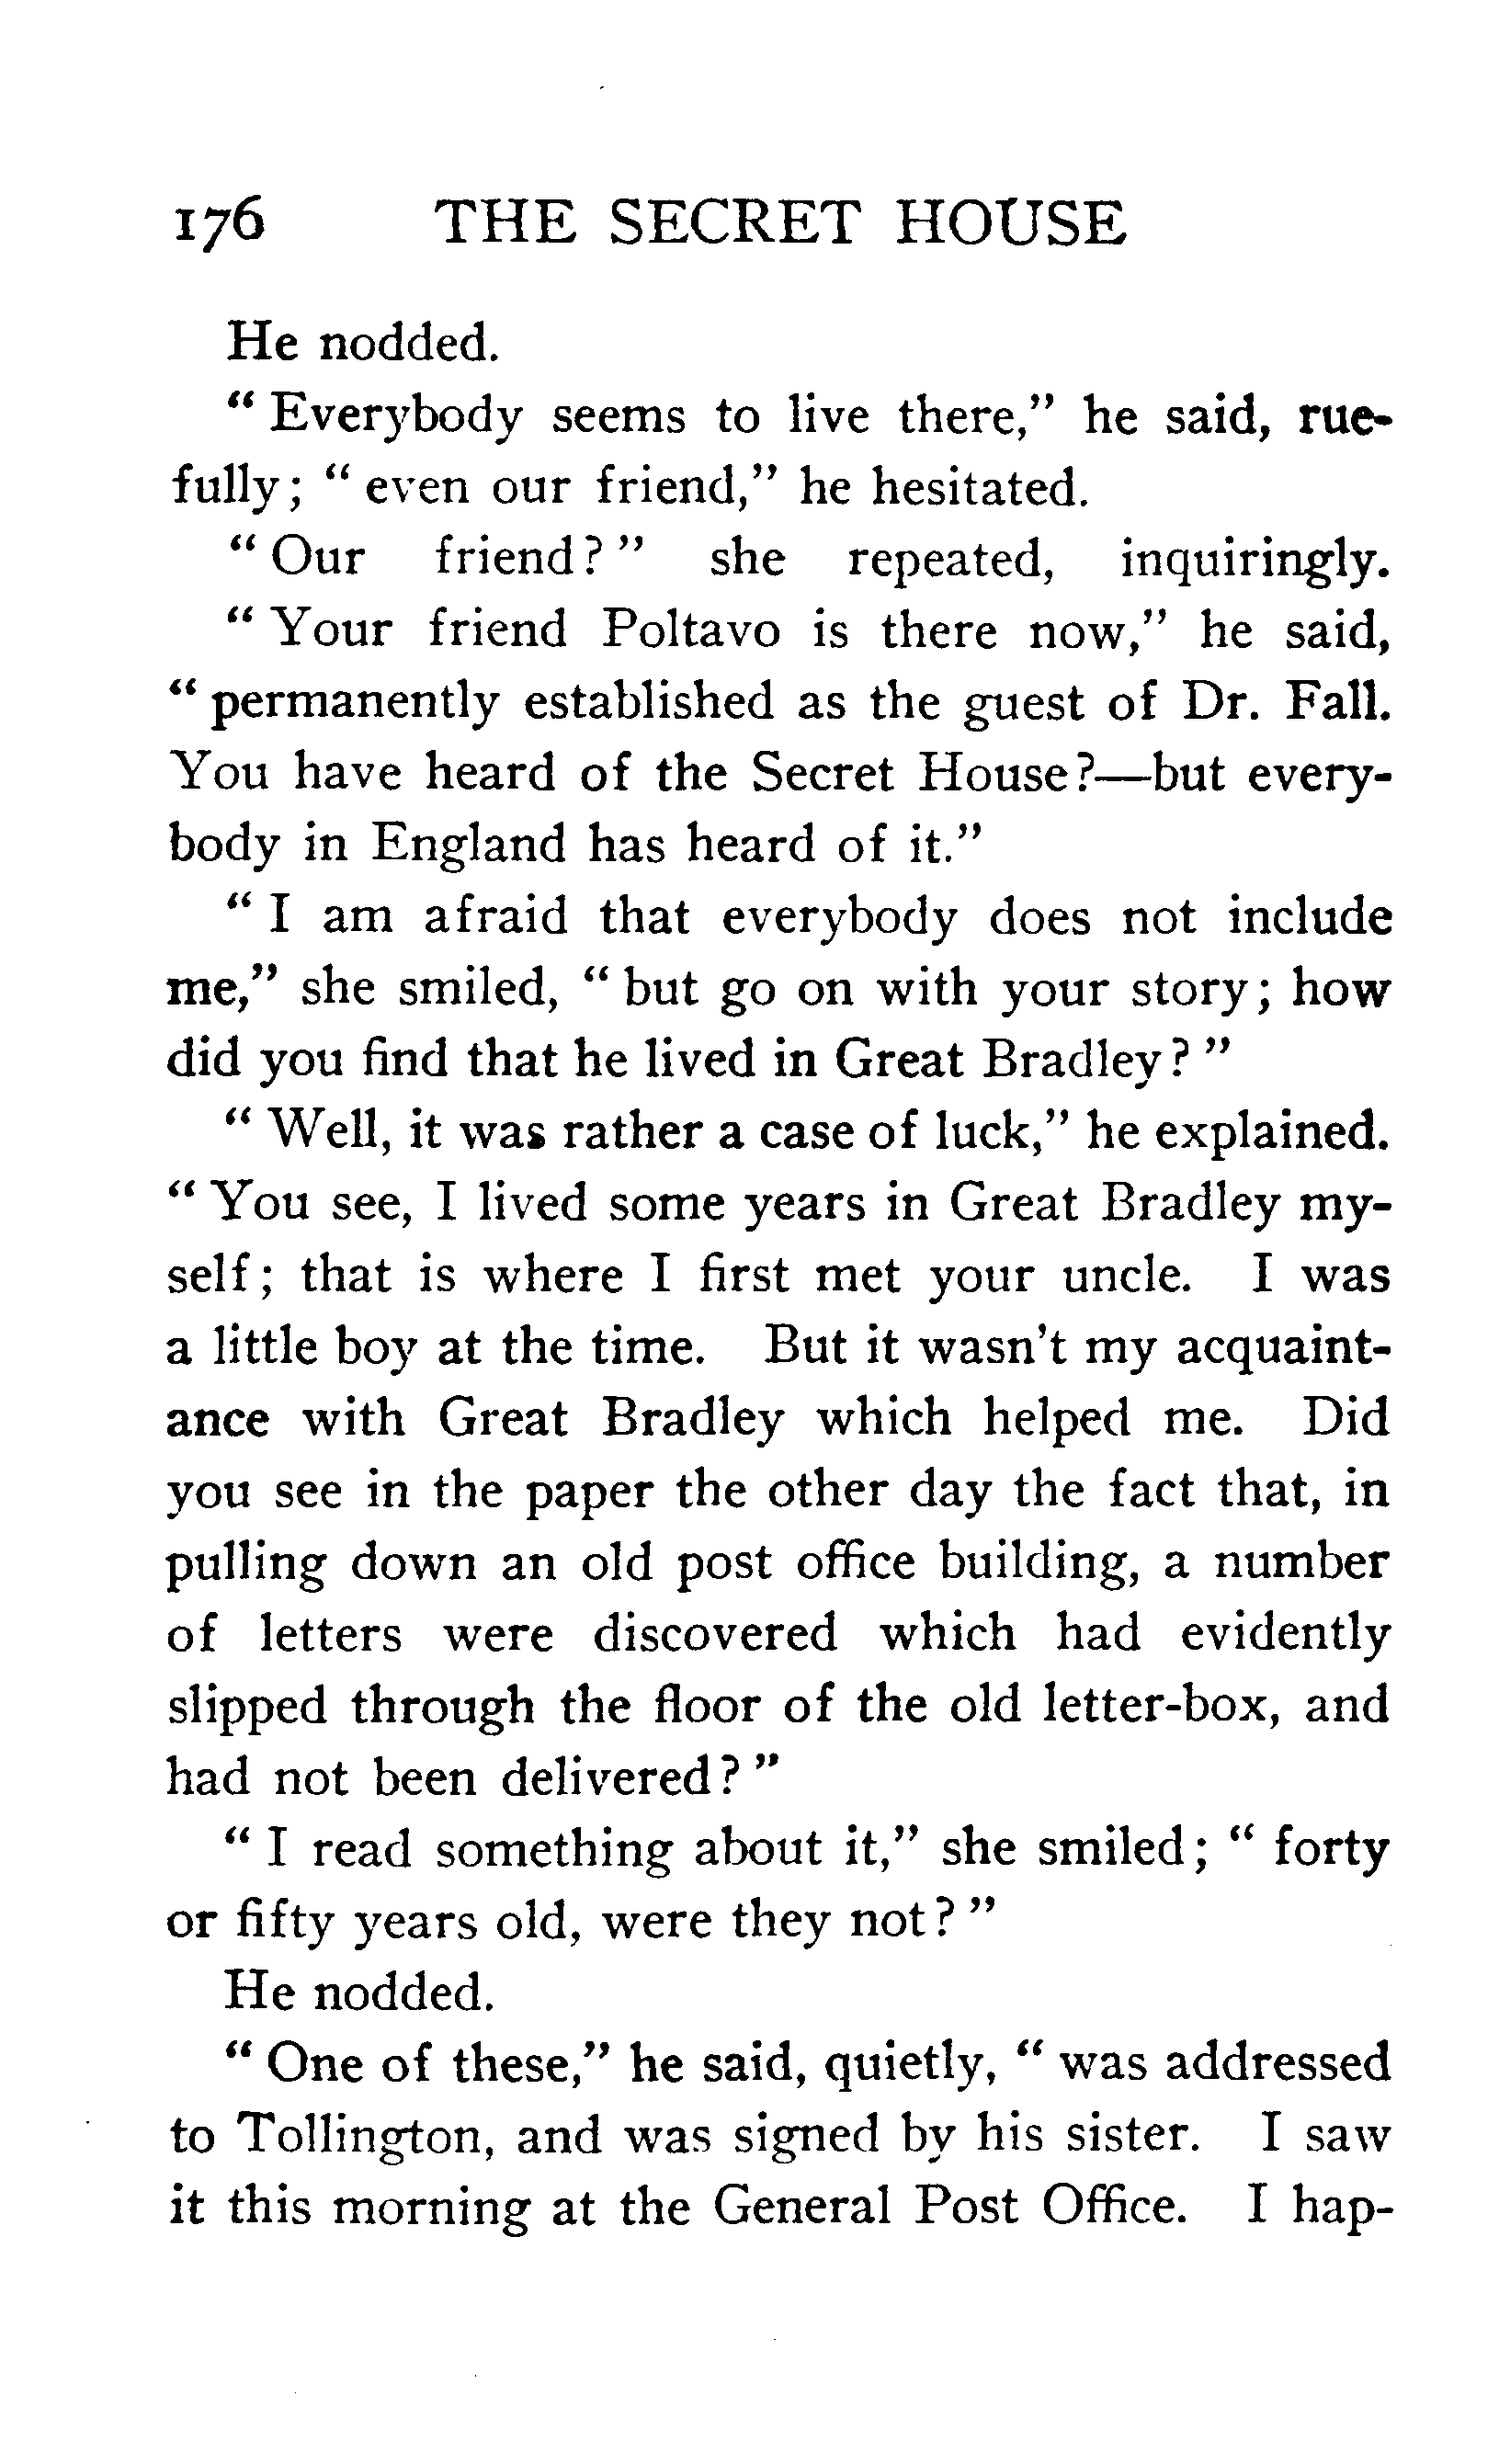 176 THE SECRET HOUSE
He nodded.
" Everybody seems to live there," he said, rue-
fully; " even our friend," he hesitated.
" Our friend? " she repeated, inquiringly.
" Your friend Poltavo is there now," he said,
" permanently established as the guest of Dr. Fall.
You have heard of the Secret House?—but every-
body in England has heard of it."
" I am afraid that everybody does not include
me," she smiled, " but go on with your story; how
did you find that he lived in Great Bradley? "
" Well, it was rather a case of luck," he explained.
" You see, I lived some years in Great Bradley my-
self; that is where I first met your uncle. I was
a little boy at the time. But it wasn't my acquaint-
ance with Great Bradley which helped me. Did
you see in the paper the other day the fact that, in
pulling down an old post office building, a number
of letters were discovered which had evidently
slipped through the floor of the old letter-box, and
had not been delivered? "
" I read something about it," she smiled; " forty
or fifty years old, were they not? "
He nodded.
" One of these," he said, quietly, " was addressed
to Tollington, and was signed by his sister. I saw
it this morning at the General Post Office. I hap-